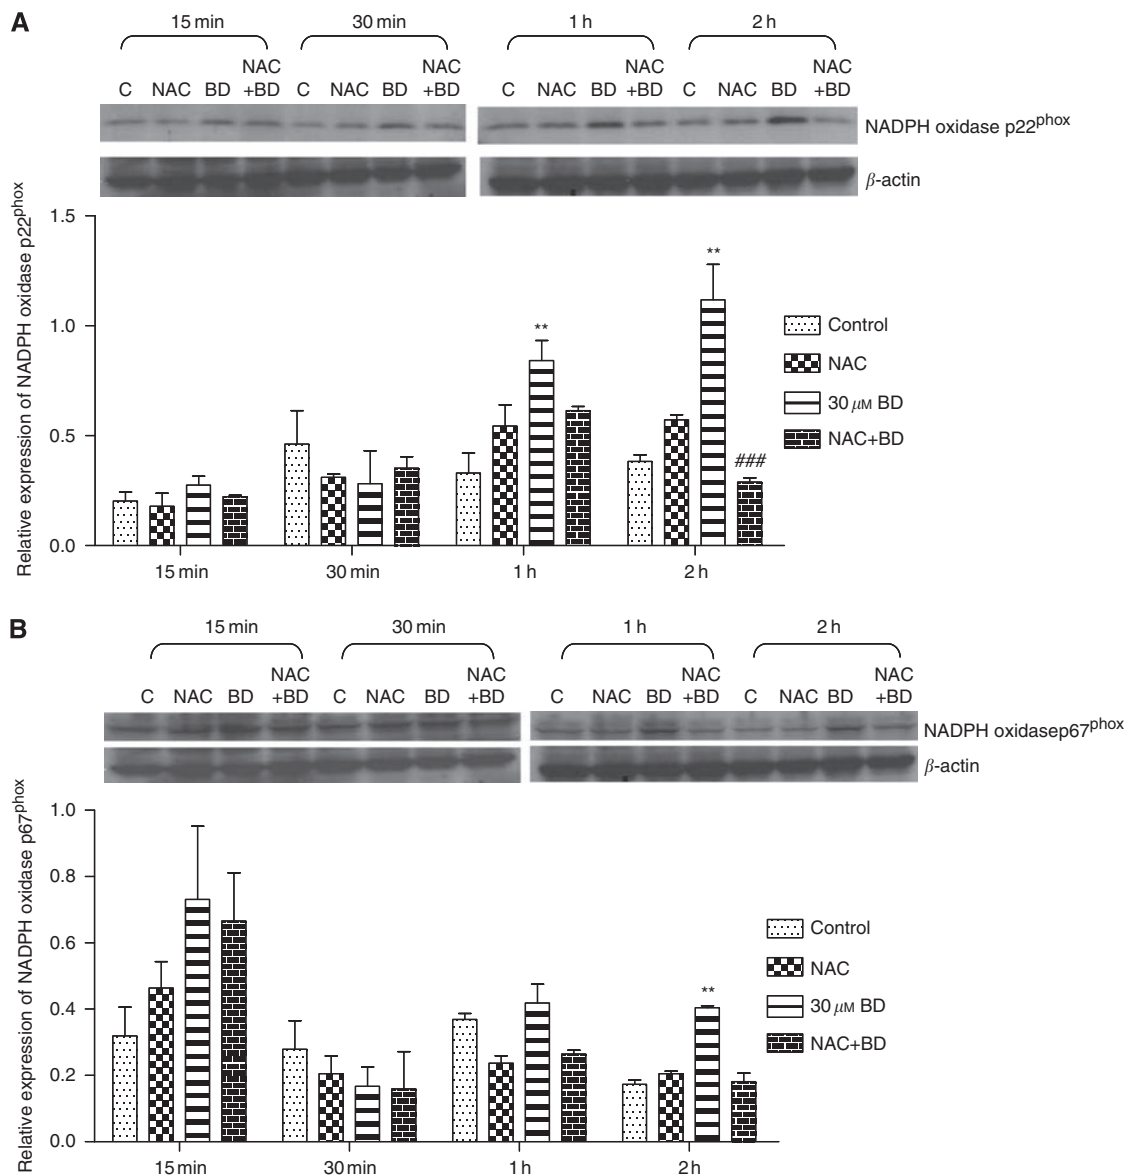 A
15 min 30 min 1 h 2 h
NAC NAC NAC NAC
C NAC BD +BD C NAC BD +BD C NAC BD +BD C NAC BD +BD
NADPH oxidase p22phox
β-actin
Relative expression of NADPH oxidase p22phox
1.5
1.0
0.5
0.0
**
**
###
Control
NAC
30 μM BD
NAC+BD
15 min 30 min 1 h 2 h
B
15 min 30 min 1 h 2 h
NAC NAC NAC NAC
C NAC BD +BD C NAC BD +BD C NAC BD +BD C NAC BD +BD
NADPH oxidasep67phox
β-actin
Relative expression of NADPH oxidase p67phox
1.0
0.8
0.6
0.4
0.2
0.0
**
Control
NAC
30 μM BD
NAC+BD
15 min 30 min 1 h 2 h